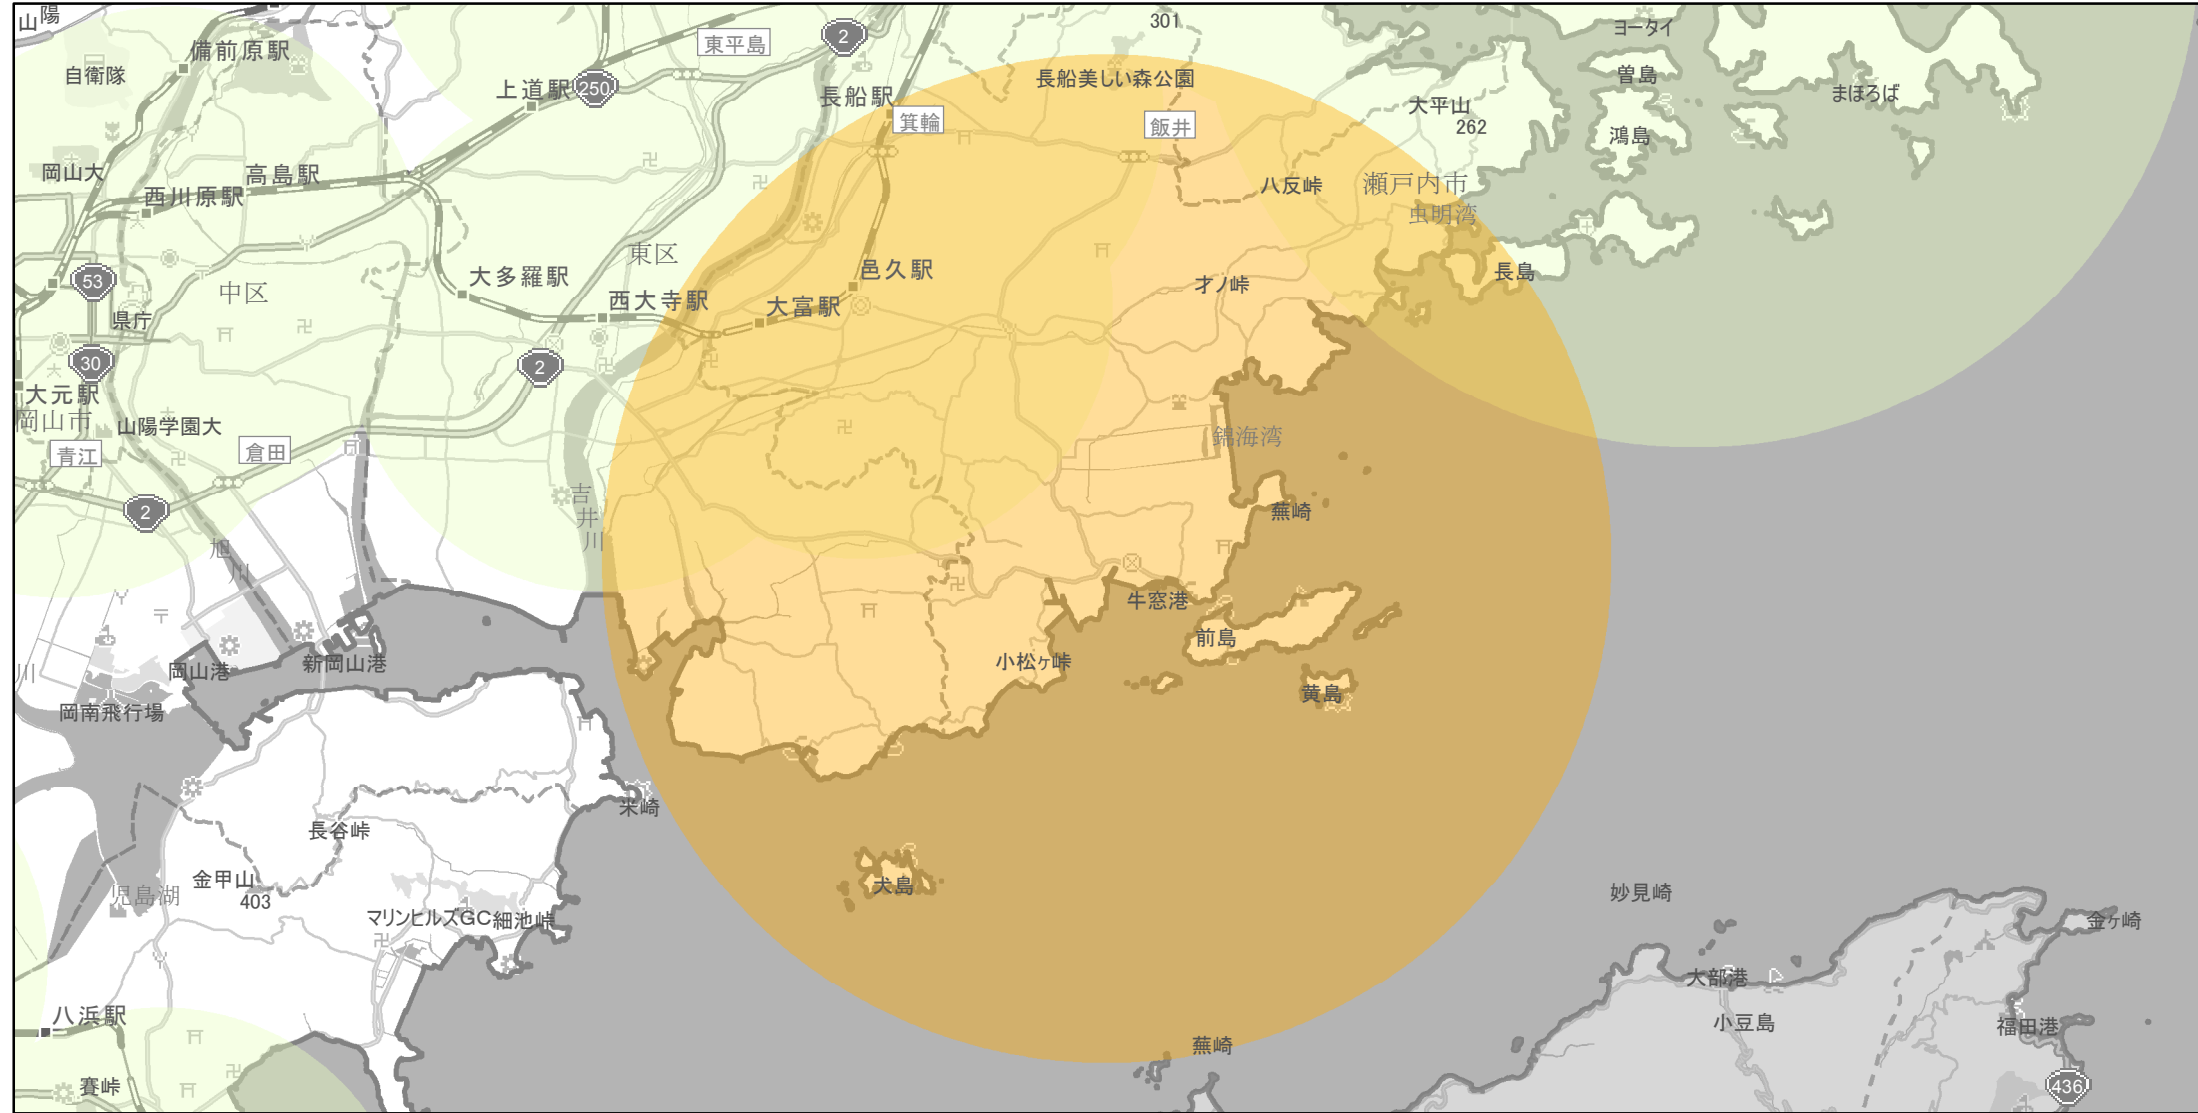 山陽
301
ヨータイ
備前原駅
東平島
2
自衛隊
上道駅
250
長船駅
長船美しい森公園
曽島
まほろば
大平山
262
箕輪
飯井
鴻島
岡山大
高島駅
西川原駅
八反峠
瀬戸内市
虫明湾
東区
大多羅駅
邑久駅
長島
53
中区
才ノ峠
西大寺駅
大富駅
県庁
30
2
大元駅
岡山市
山陽学園大
青江
倉田
錦海湾
2
吉井川
蕪崎
旭川
牛窓港
前島
川
岡山港
新岡山港
小松ヶ峠
黄島
岡南飛行場
米崎
長谷峠
金甲山
403
児島湖
犬島
妙見崎
マリンヒルズGC
細池峠
金ヶ崎
大部港
八浜駅
小豆島
福田港
蕪崎
賽峠
436